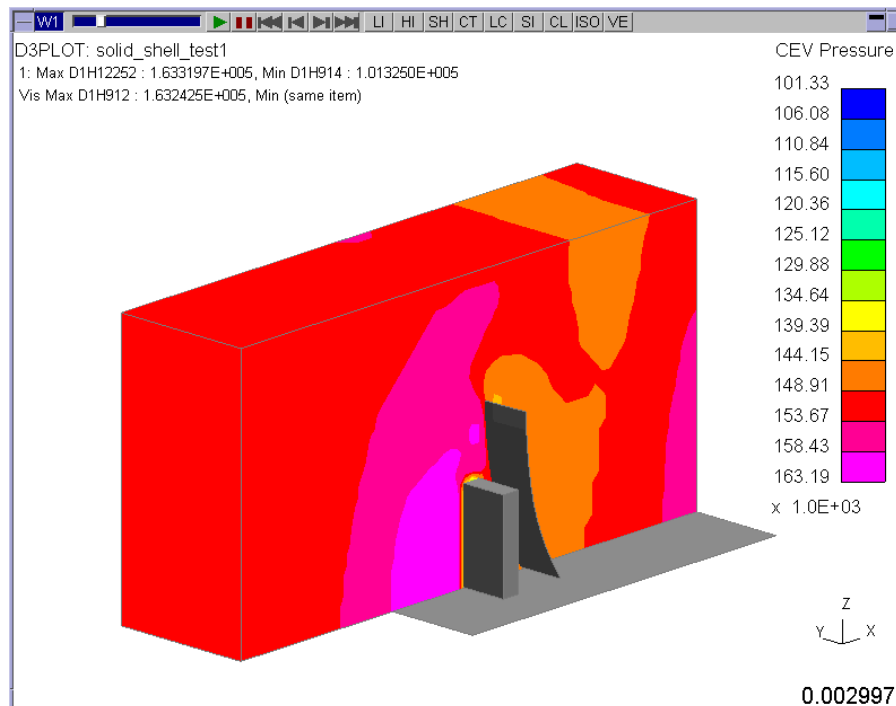 W1 LI HI SH CT LC SI CL ISO VE
D3PLOT: solid_shell_test1
1: Max D1H12252 : 1.633197E+005, Min D1H914 : 1.013250E+005
Vis Max D1H912 : 1.632425E+005, Min (same item)
CEV Pressure
101.33
106.08
110.84
115.60
120.36
125.12
129.88
134.64
139.39
144.15
148.91
153.67
158.43
163.19
x 1.0E+03
Z
Y X
0.002997